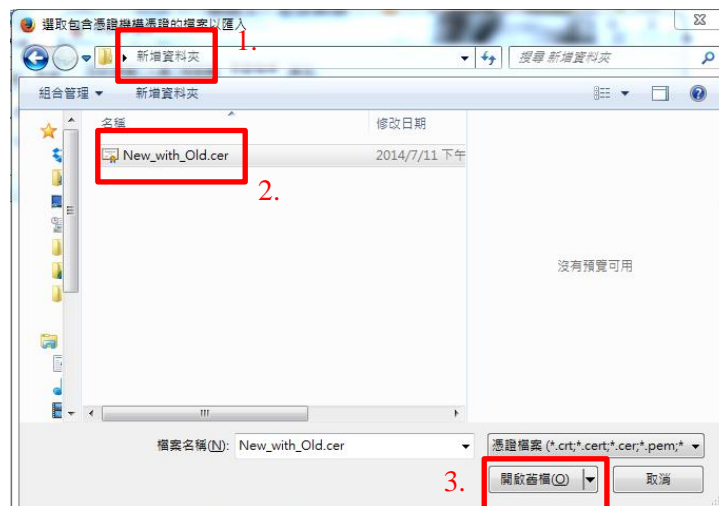 選取包含憑證機構憑證的檔案以匯入
1.
新增資料夾
搜尋 新增資料夾
組合管理
新增資料夾
名稱
修改日期
New_with_Old.cer
2014/7/11 下午
2.
沒有預覽可用
檔案名稱(N): New_with_Old.cer
憑證檔案 (*.crt;*.cert;*.cer;*.pem;*
3.
開啟舊檔(O)
取消